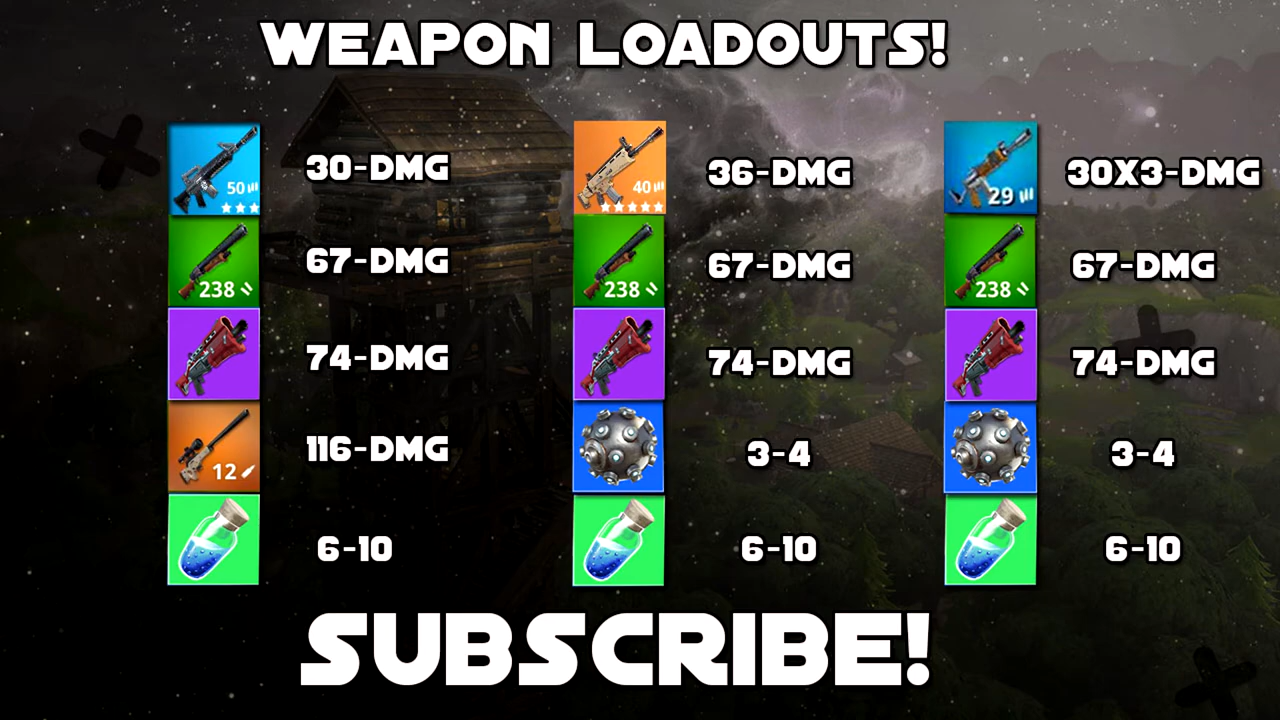 WEAPON LOADOUTS!
50 30-DMG 40 36-DMG 29 30X3-DMG
238 67-DMG 238 67-DMG 238 67-DMG
74-DMG 74-DMG 74-DMG
12 116-DMG 3-4 3-4
6-10 6-10 6-10
SUBSCRIBE!